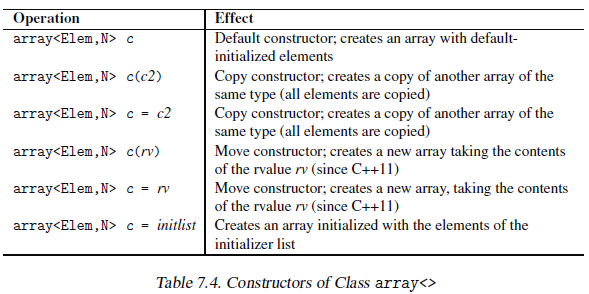 Operation Effect
array<Elem,N> c Default constructor; creates an array with default-
initialized elements
array<Elem,N> c(c2) Copy constructor; creates a copy of another array of the
same type (all elements are copied)
array<Elem,N> c = c2 Copy constructor; creates a copy of another array of the
same type (all elements are copied)
array<Elem,N> c(rv) Move constructor; creates a new array taking the contents
of the rvalue rv (since C++11)
array<Elem,N> c = rv Move constructor; creates a new array, taking the contents
of the rvalue rv (since C++11)
array<Elem,N> c = initlist Creates an array initialized with the elements of the
initializer list
Table 7.4. Constructors of Class array<>